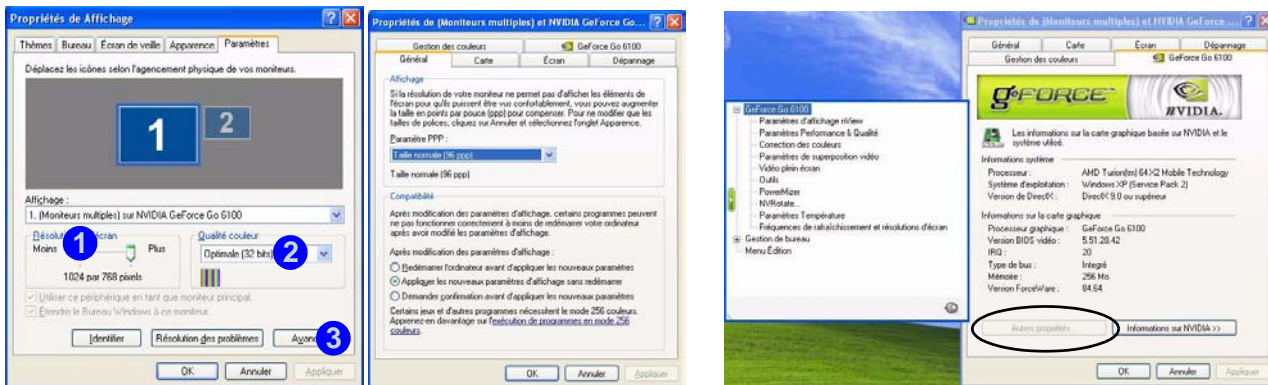 Propriétés de Affichage
Thèmes Bureau Écran de veille Apparence Paramètres
Déplacez les icônes selon l'agencement physique de vos moniteurs.
1
2
Affichage :
1. (Moniteurs multiples) sur NVIDIA GeForce Go 6100
Résolution écran
1
Moins Plus
1024 par 768 pixels
Qualité couleur
Optimale (32 bits)
2
Utiliser ce périphérique en tant que moniteur principal.
Étendre le Bureau Windows à ce moniteur.
Identifier Résolution des problèmes Avan
3
OK Annuler Appliquer
Propriétés de (Moniteurs multiples) et NVIDIA GeForce Go...
Gestion des couleurs GeForce Go 6100
Général Carte Écran Dépannage
Affichage
Si la résolution de votre moniteur ne permet pas d'afficher les éléments de
l'écran pour qu'ils puissent être vus confortablement, vous pouvez augmenter
la taille en points par pouce (ppp) pour compenser. Pour ne modifier que les
tailles de polices, cliquez sur Annuler et sélectionnez l'onglet Apparence.
Paramètre PPP :
Taille normale (96 ppp)
Taille normale (96 ppp)
Compatibilité
Après modification des paramètres d'affichage, certains programmes peuvent
ne pas fonctionner correctement à moins de redémarrer votre ordinateur
après avoir modifié les paramètres d'affichage.
Après modification des paramètres d'affichage :
Redémarrer l'ordinateur avant d'appliquer les nouveaux paramètres
Appliquer les nouveaux paramètres d'affichage sans redémarrer
Demander confirmation avant d'appliquer les nouveaux paramètres
Certains jeux et d'autres programmes nécessitent le mode 256 couleurs.
Apprenez-en davantage sur l'exécution de programmes en mode 256
couleurs.
OK Annuler Appliquer
GeForce Go 6100
Paramètres d'affichage nView
Paramètres Performance & Qualité
Correction des couleurs
Paramètres de superposition vidéo
Vidéo plein écran
Outils
PowerMizer
NVRotate...
Paramètres Température
Fréquences de rafraîchissement et résolutions d'écran
Gestion de bureau
Menu Édition
Propriétés de (Moniteurs multiples) et NVIDIA GeForce ...
Général Carte Écran Dépannage
Gestion des couleurs GeForce Go 6100
GEFORCE
NVIDIA.
Les informations sur la carte graphique basée sur NVIDIA et le
système utilisé.
Informations système
Processeur : AMD Turion(tm) 64 X2 Mobile Technology
Système d'exploitation : Windows XP (Service Pack 2)
Version de DirectX : DirectX 9.0 ou supérieur
Informations sur la carte graphique
Processeur graphique : GeForce Go 6100
Version BIOS vidéo : 5.51.28.42
IRQ : 20
Type de bus : Integré
Mémoire : 256 Mo
Version ForceWare : 84.64
Autres propriétés... Informations sur NVIDIA >>
OK Annuler Appliquer